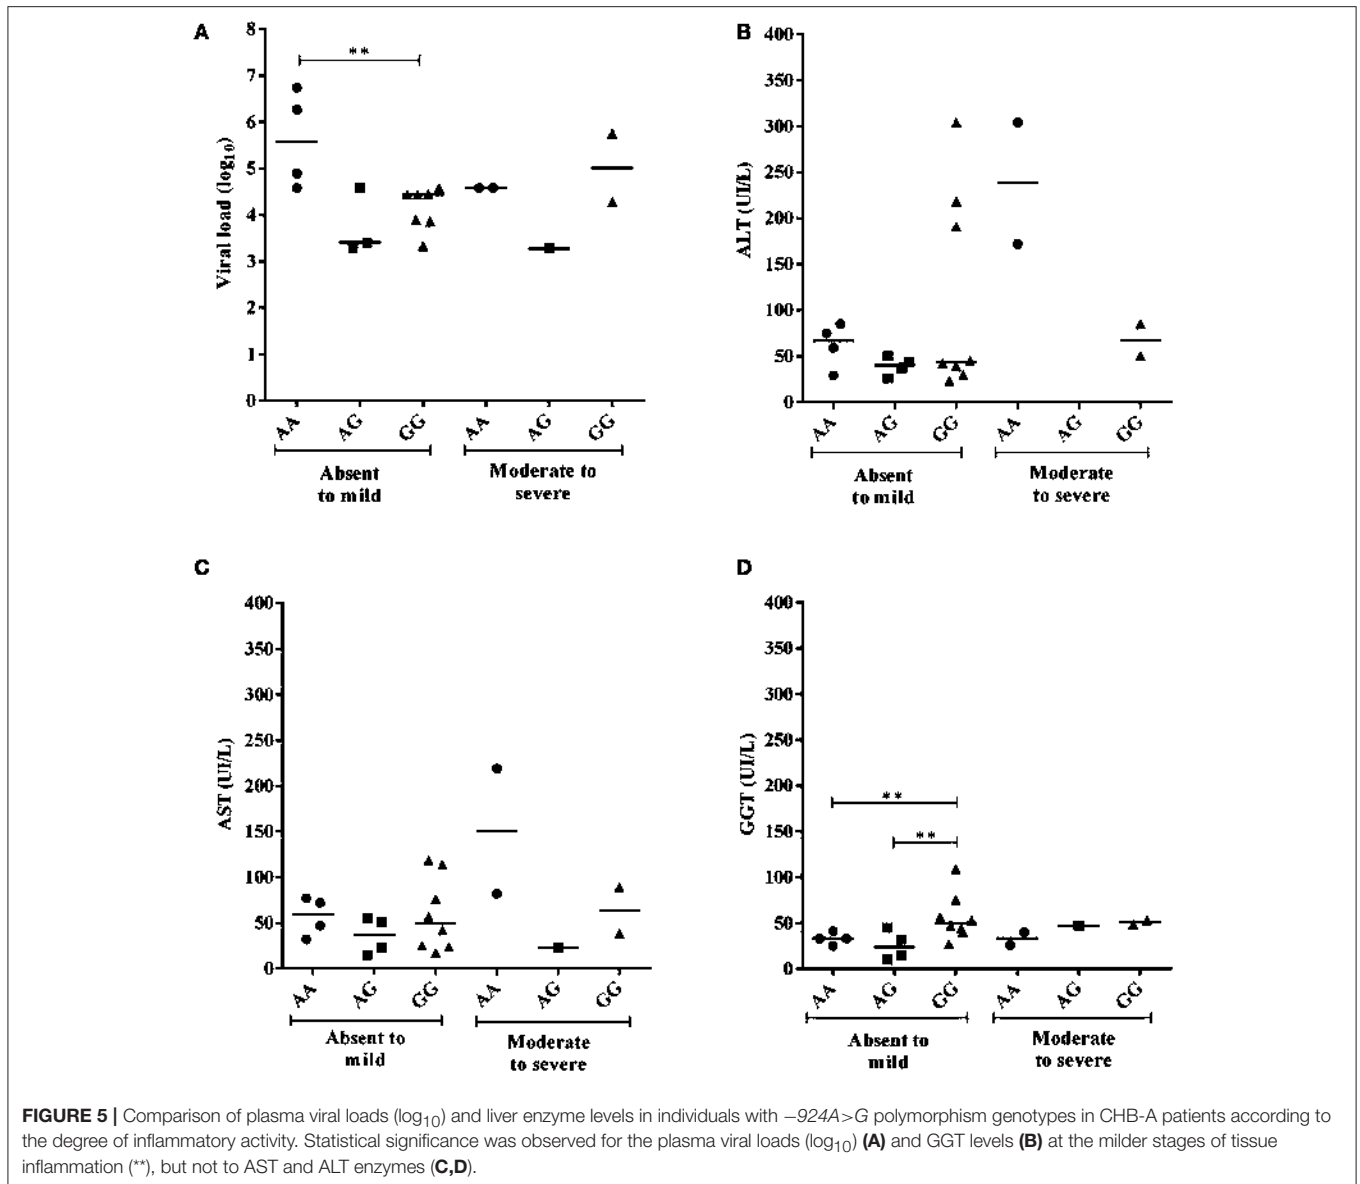 A
8
7
6
5
4
3
2
1
0
Viral load (log10)
**
AA
AG
GG
AA
AG
GG
Absent
to mild
Moderate to
severe
B
400
350
300
250
200
150
100
50
0
ALT (UI/L)
AA
AG
GG
AA
AG
GG
Absent
to mild
Moderate
to severe
C
400
350
300
250
200
150
100
50
0
AST (UI/L)
AA
AG
GG
AA
AG
GG
Absent to
mild
Moderate
to severe
D
400
350
300
250
200
150
100
50
0
GGT (UI/L)
**
**
AA
AG
GG
AA
AG
GG
Absent to
mild
Moderate
to severe
FIGURE 5 | Comparison of plasma viral loads (log10) and liver enzyme levels in individuals with −924A>G polymorphism genotypes in CHB-A patients according to
the degree of inflammatory activity. Statistical significance was observed for the plasma viral loads (log10) (A) and GGT levels (B) at the milder stages of tissue
inflammation (**), but not to AST and ALT enzymes (C,D).